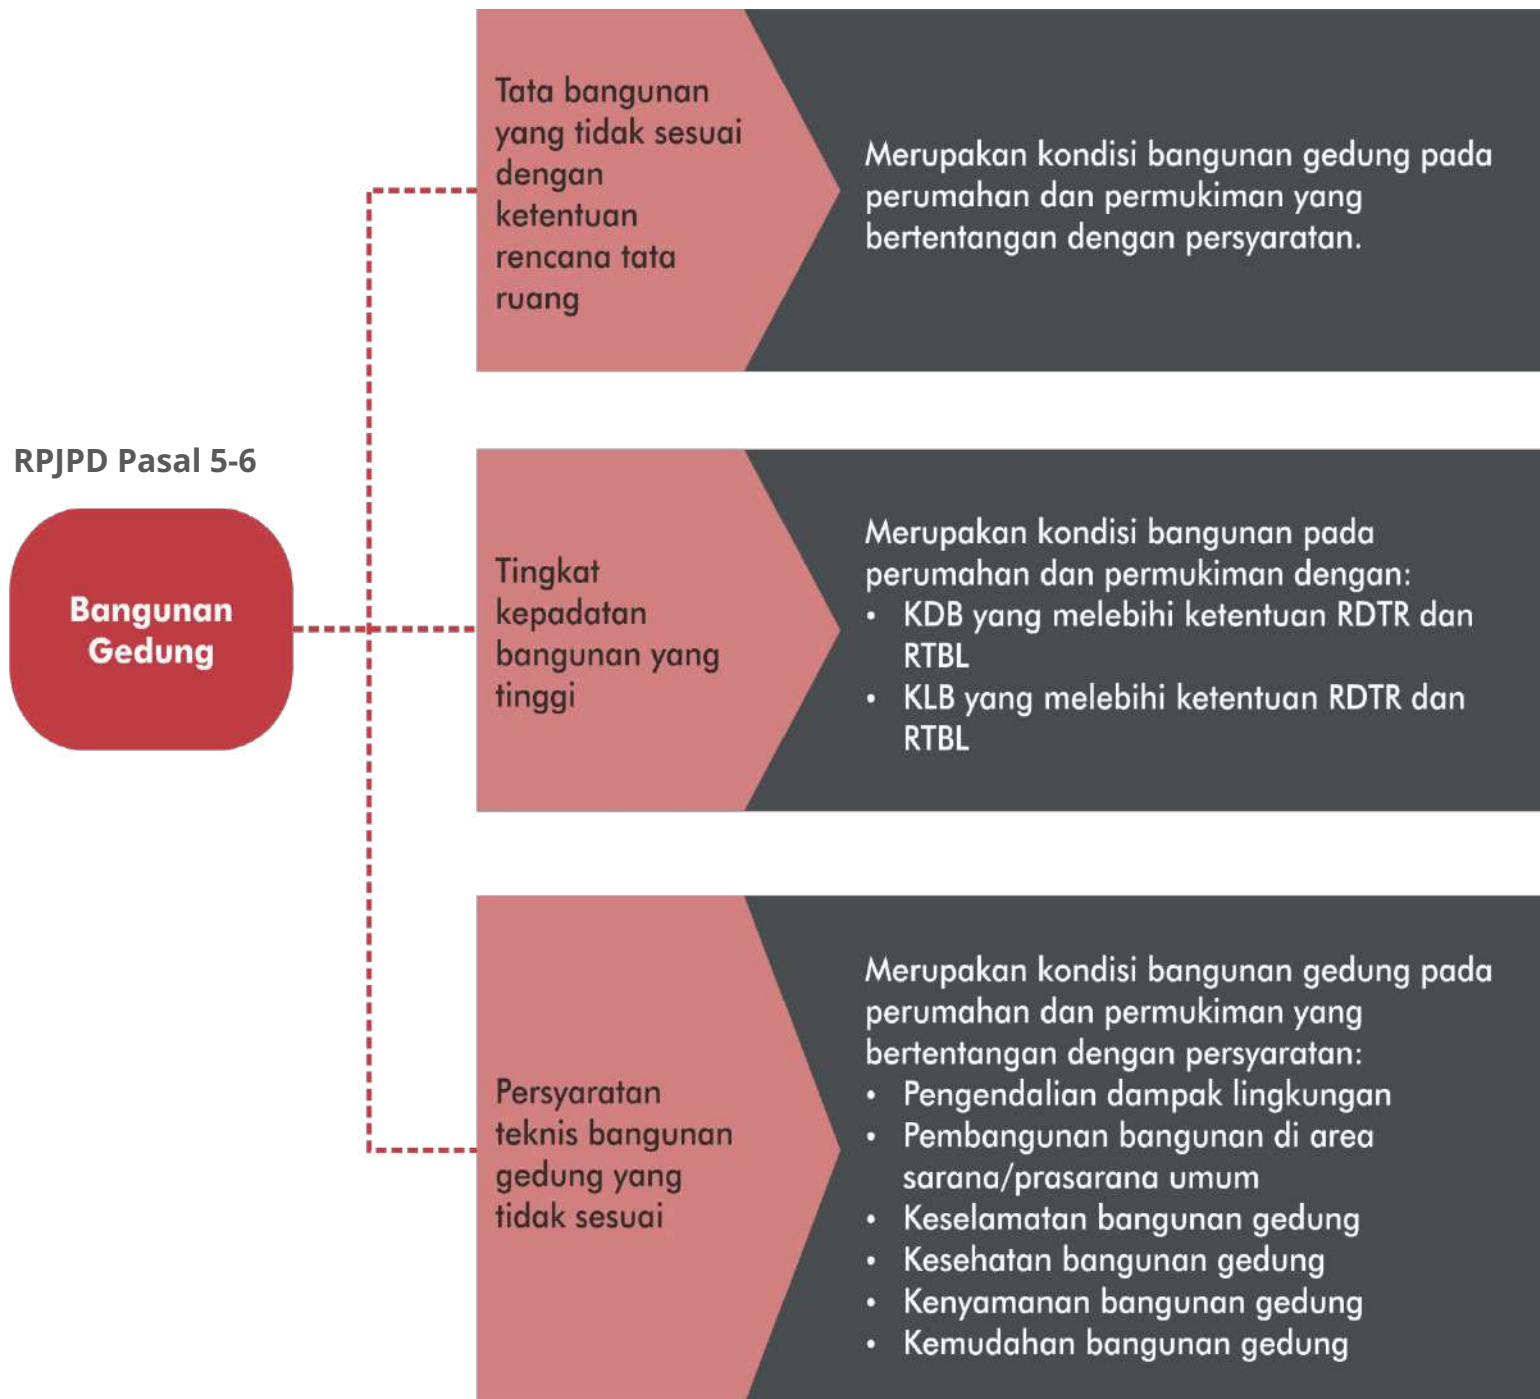 RPJPD Pasal 5-6
Bangunan
Gedung
Tata bangunan
yang tidak sesuai
dengan
ketentuan
rencana tata
ruang
Merupakan kondisi bangunan gedung pada
perumahan dan permukiman yang
bertentangan dengan persyaratan.
Tingkat
kepadatan
bangunan yang
tinggi
Merupakan kondisi bangunan pada
perumahan dan permukiman dengan:
• KDB yang melebihi ketentuan RDTR dan
RTBL
• KLB yang melebihi ketentuan RDTR dan
RTBL
Persyaratan
teknis bangunan
gedung yang
tidak sesuai
Merupakan kondisi bangunan gedung pada
perumahan dan permukiman yang
bertentangan dengan persyaratan:
• Pengendalian dampak lingkungan
• Pembangunan bangunan di area
sarana/prasarana umum
• Keselamatan bangunan gedung
• Kesehatan bangunan gedung
• Kenyamanan bangunan gedung
• Kemudahan bangunan gedung